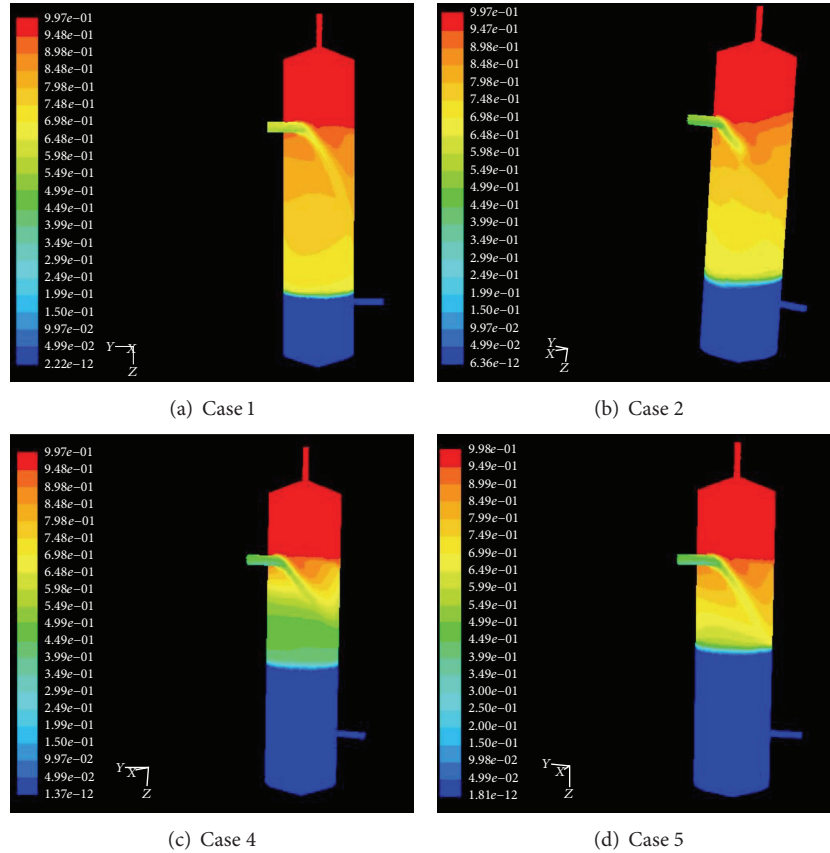 9.97e−01
9.48e−01
8.98e−01
8.48e−01
7.98e−01
7.48e−01
6.98e−01
6.48e−01
5.98e−01
5.49e−01
4.99e−01
4.49e−01
3.99e−01
3.49e−01
2.99e−01
2.49e−01
1.99e−01
1.50e−01
9.97e−02
4.99e−02
2.22e−12
Y X
Z
(a) Case 1
9.97e−01
9.47e−01
8.98e−01
8.48e−01
7.98e−01
7.48e−01
6.98e−01
6.48e−01
5.98e−01
5.49e−01
4.99e−01
4.49e−01
3.99e−01
3.49e−01
2.99e−01
2.49e−01
1.99e−01
1.50e−01
9.97e−02
4.99e−02
6.36e−12
Y
X
Z
(b) Case 2
9.97e−01
9.48e−01
8.98e−01
8.48e−01
7.98e−01
7.48e−01
6.98e−01
6.48e−01
5.98e−01
5.49e−01
4.99e−01
4.49e−01
3.99e−01
3.49e−01
2.99e−01
2.49e−01
1.99e−01
1.50e−01
9.97e−02
4.99e−02
1.37e−12
Y
X
Z
(c) Case 4
9.98e−01
9.49e−01
8.99e−01
8.49e−01
7.99e−01
7.49e−01
6.99e−01
6.49e−01
5.99e−01
5.49e−01
4.99e−01
4.49e−01
3.99e−01
3.49e−01
3.00e−01
2.50e−01
2.00e−01
1.50e−01
9.98e−02
4.99e−02
1.81e−12
Y
X
Z
(d) Case 5